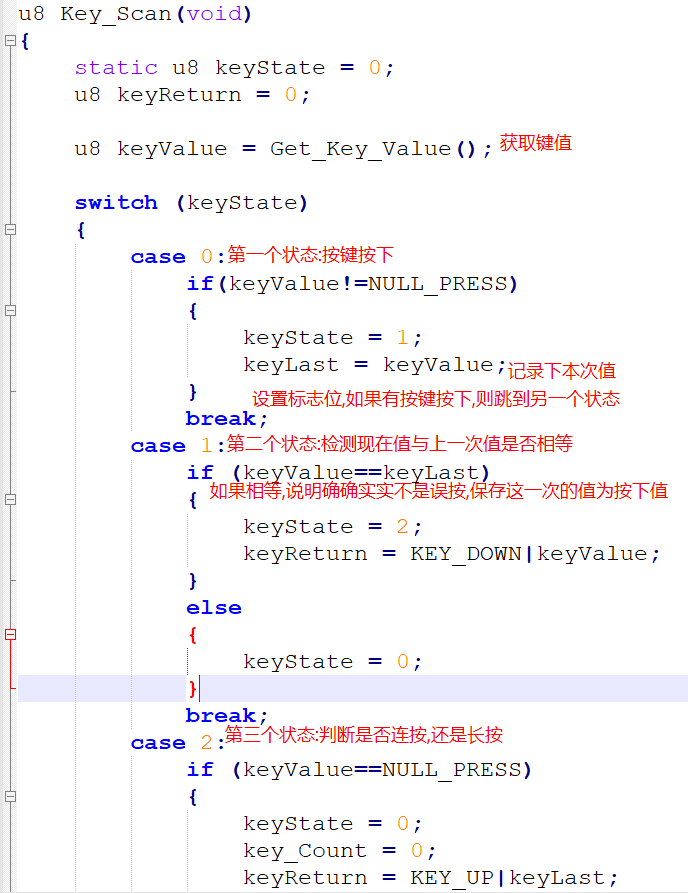 u8 Key_Scan(void)
{
static u8 keyState = 0;
u8 keyReturn = 0;
u8 keyValue = Get_Key_Value(); 获取键值
switch (keyState)
{
case 0:第一个状态:按键按下
if(keyValue!=NULL_PRESS)
{
keyState = 1;
keyLast = keyValue;记录下本次值
}
设置标志位,如果有按键按下,则跳到另一个状态
break;
case 1:第二个状态:检测现在值与上一次值是否相等
if (keyValue==keyLast)
{ 如果相等,说明确确实实不是误按,保存这一次的值为按下值
keyState = 2;
keyReturn = KEY_DOWN|keyValue;
}
else
{
keyState = 0;
}
break;
case 2:第三个状态:判断是否连按,还是长按
if (keyValue==NULL_PRESS)
{
keyState = 0;
key_Count = 0;
keyReturn = KEY_UP|keyLast;